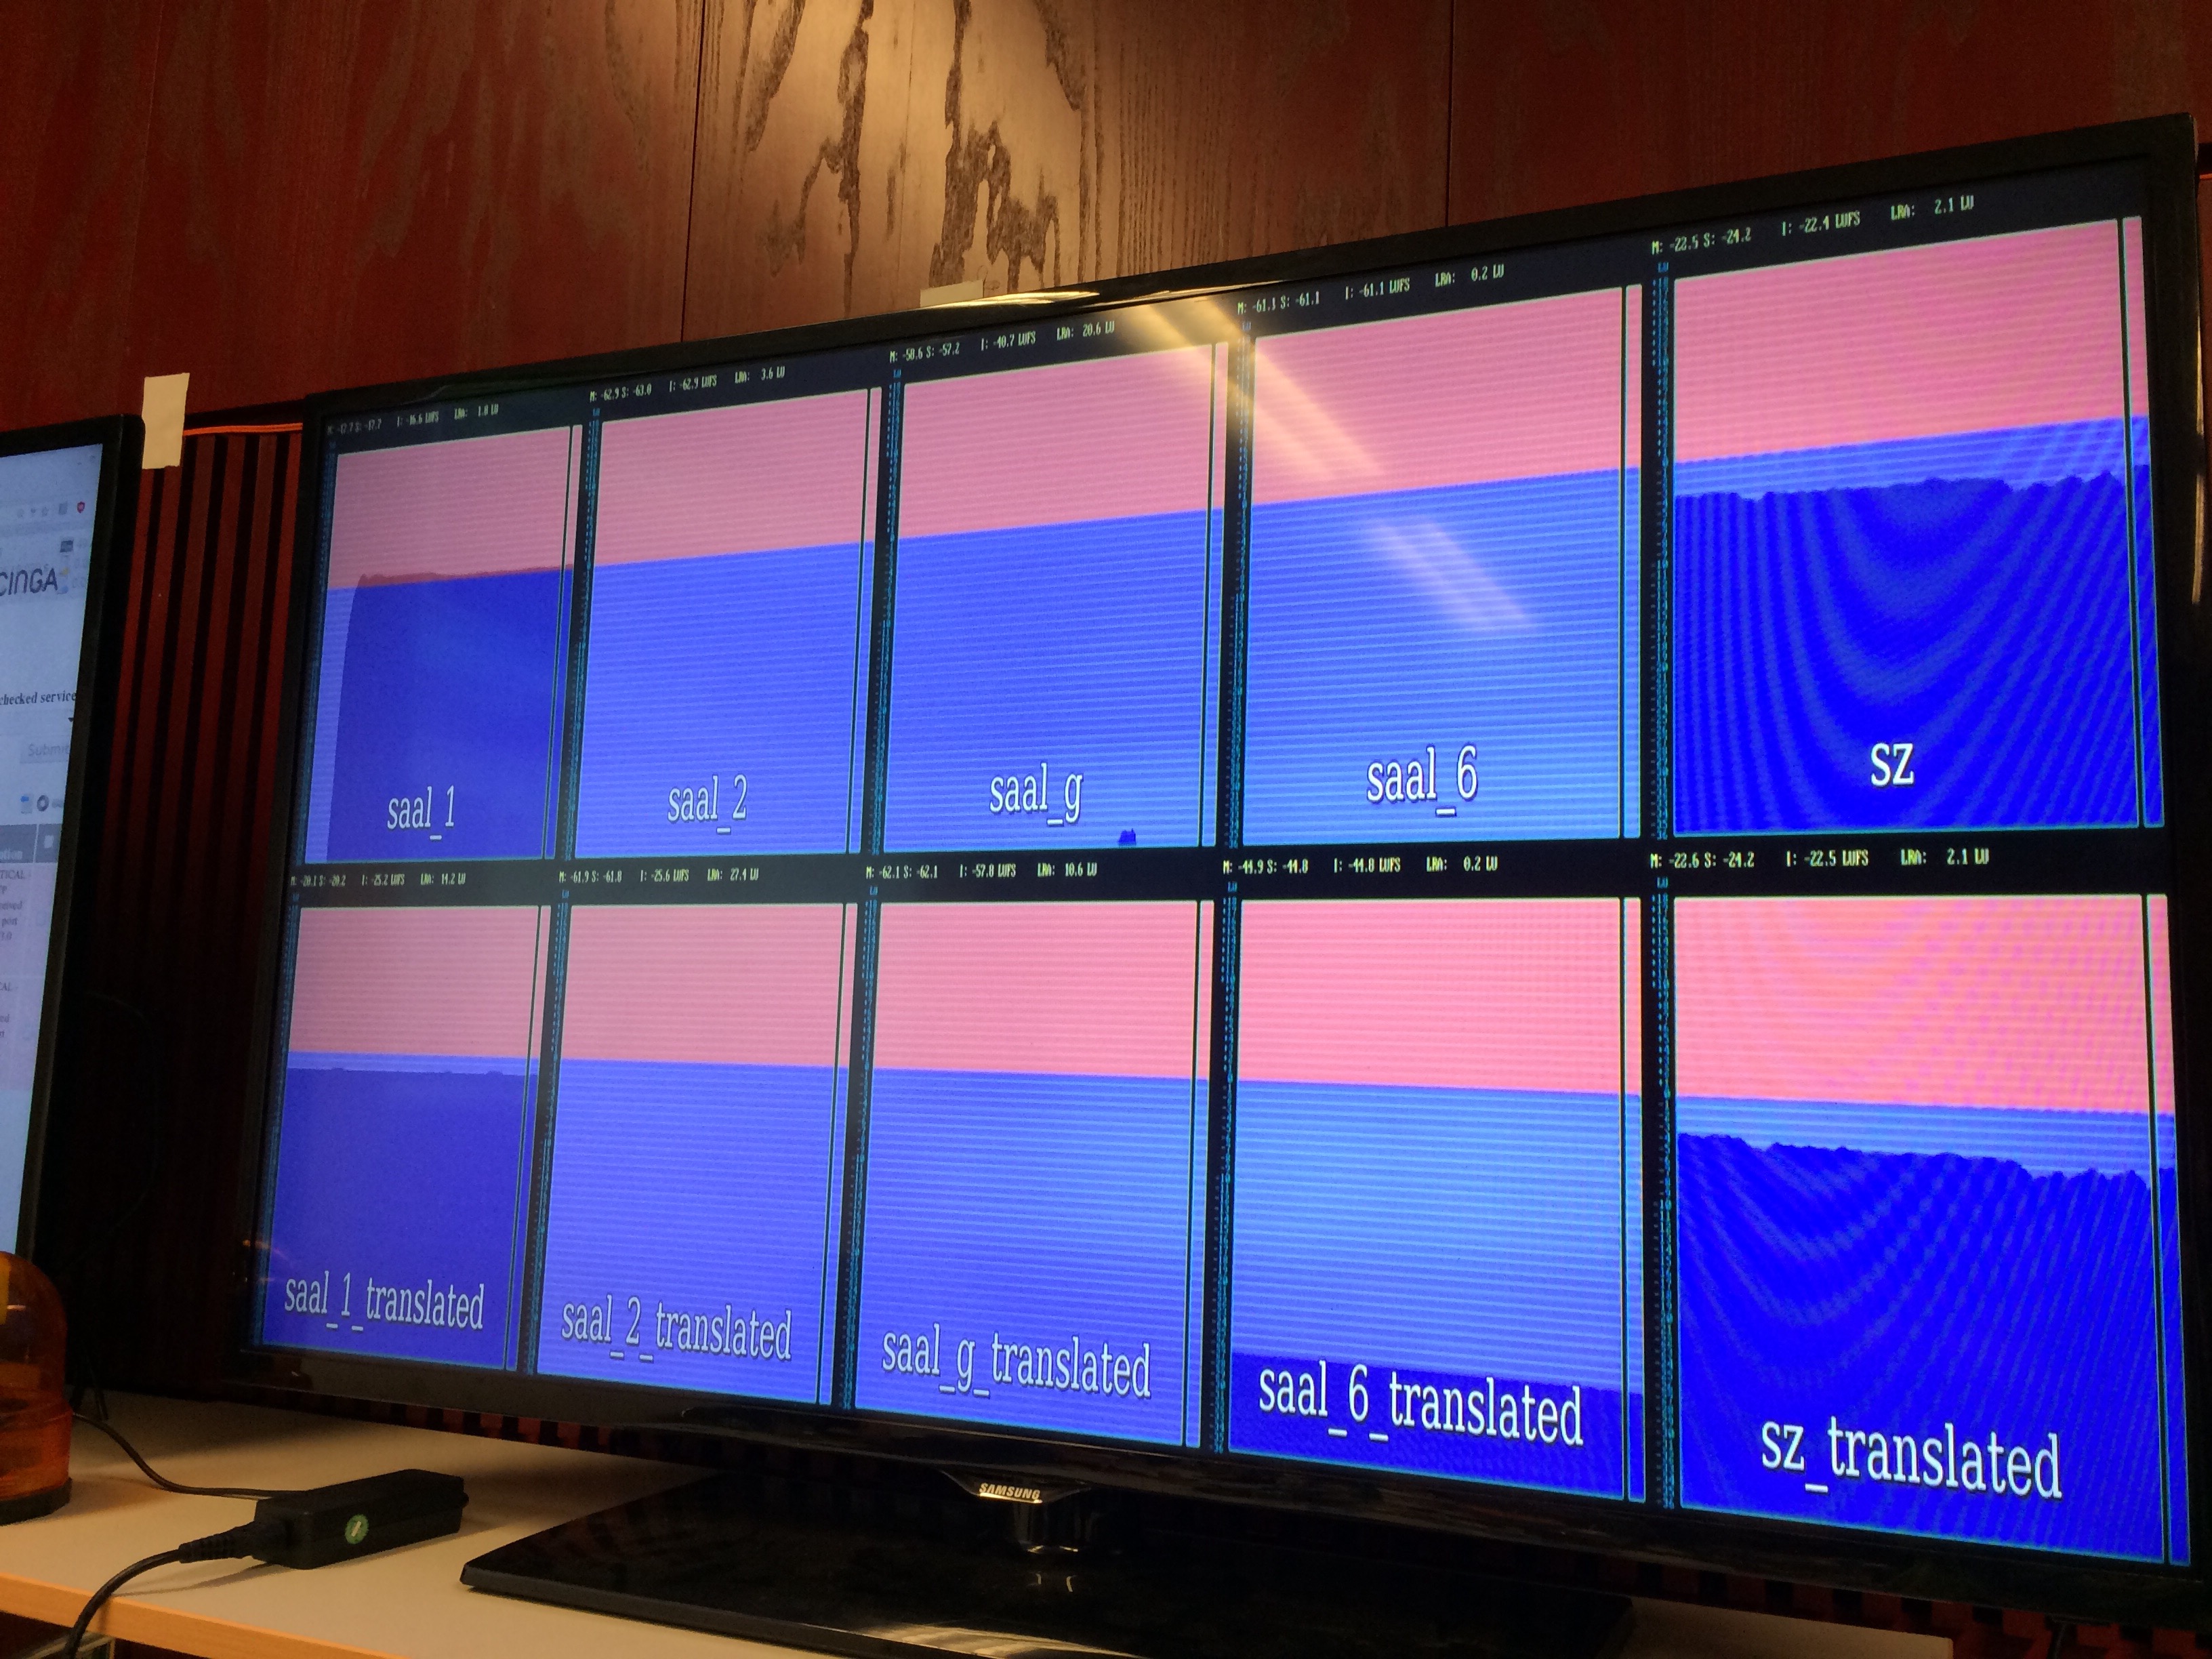 M: -17.7 S: -17.7 I: -16.6 LUFS LRA: 1.8 LU
M: -62.9 S: -63.0 I: -62.9 LUFS LRA: 3.6 LU
M: -58.6 S: -57.2 I: -40.7 LUFS LRA: 20.6 LU
M: -61.1 S: -61.1 I: -61.1 LUFS LRA: 0.2 LU
M: -22.5 S: -24.2 I: -22.4 LUFS LRA: 2.1 LU
saal_1
saal_2
saal_g
saal_6
sz
M: -20.1 S: -20.2 I: -25.2 LUFS LRA: 14.2 LU
M: -61.9 S: -61.8 I: -25.6 LUFS LRA: 27.4 LU
M: -62.1 S: -62.1 I: -57.8 LUFS LRA: 10.6 LU
M: -44.9 S: -44.8 I: -44.8 LUFS LRA: 0.2 LU
M: -22.6 S: -24.2 I: -22.5 LUFS LRA: 2.1 LU
saal_1_translated
saal_2_translated
saal_g_translated
saal_6_translated
sz_translated
SAMSUNG
CINGA
checked service
Submi